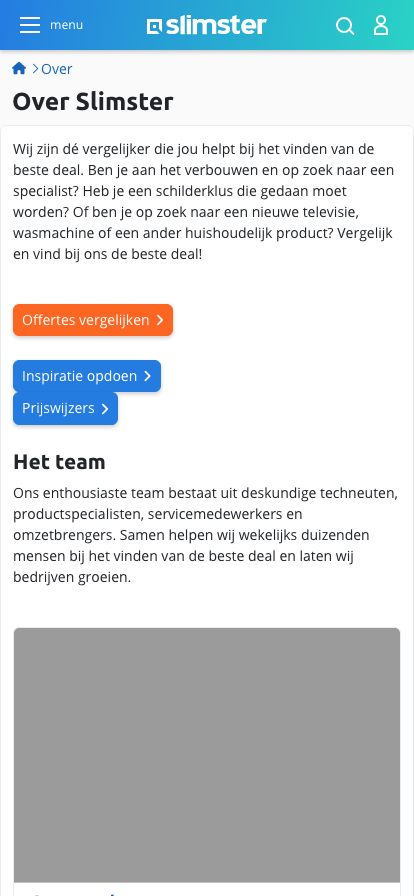 menu
slimster
Over
Over Slimster
Wij zijn dé vergelijker die jou helpt bij het vinden van de
beste deal. Ben je aan het verbouwen en op zoek naar een
specialist? Heb je een schilderklus die gedaan moet
worden? Of ben je op zoek naar een nieuwe televisie,
wasmachine of een ander huishoudelijk product? Vergelijk
en vind bij ons de beste deal!
Offertes vergelijken
Inspiratie opdoen
Prijswijzers
Het team
Ons enthousiaste team bestaat uit deskundige techneuten,
productspecialisten, servicemedewerkers en
omzetbrengers. Samen helpen wij wekelijks duizenden
mensen bij het vinden van de beste deal en laten wij
bedrijven groeien.